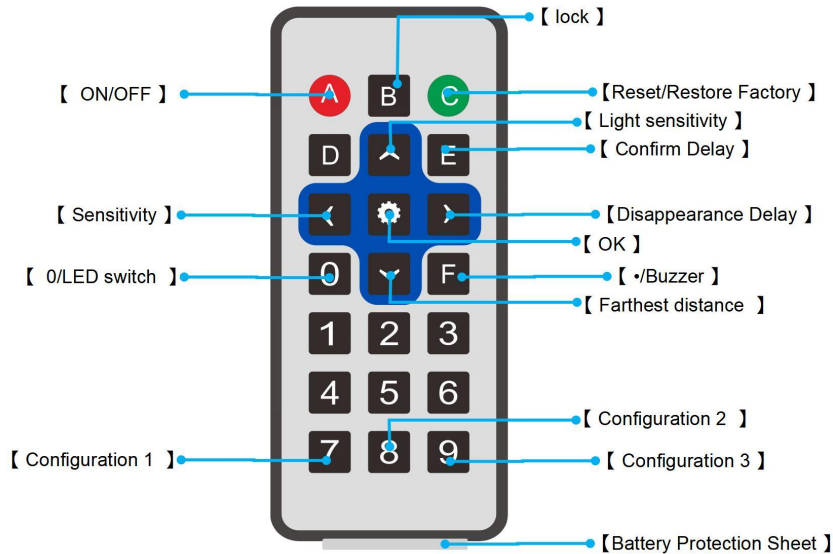 【 lock 】
【 ON/OFF 】
A
B
C
【Reset/Restore Factory 】
【 Light sensitivity 】
D
E
【 Confirm Delay 】
【 Sensitivity 】
【Disappearance Delay 】
【 OK 】
【 0/LED switch 】
0
F
【 •/Buzzer 】
【 Farthest distance 】
1 2 3
4 5 6
【 Configuration 2 】
【 Configuration 1 】
7 8 9
【 Configuration 3 】
【Battery Protection Sheet 】